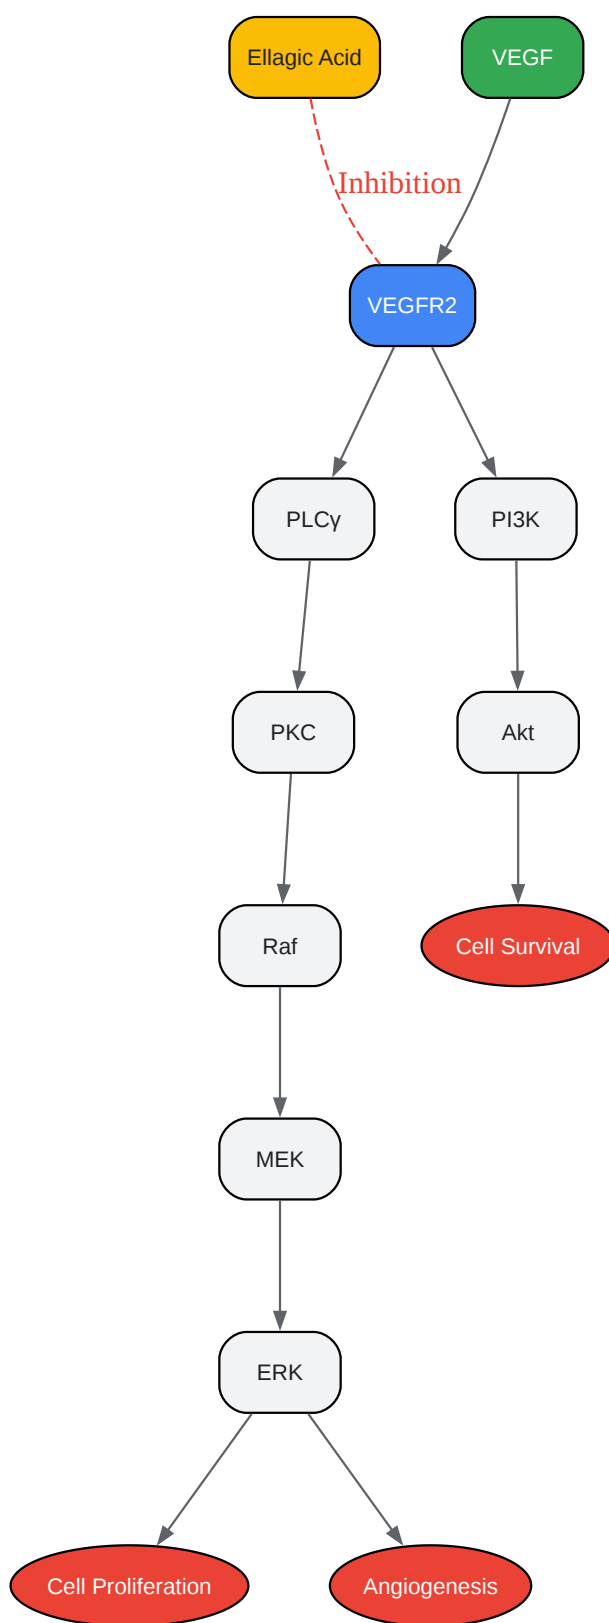 Ellagic Acid
VEGF
Inhibition
VEGFR2
PLCγ
PI3K
PKC
Akt
Raf
Cell Survival
MEK
ERK
Cell Proliferation
Angiogenesis